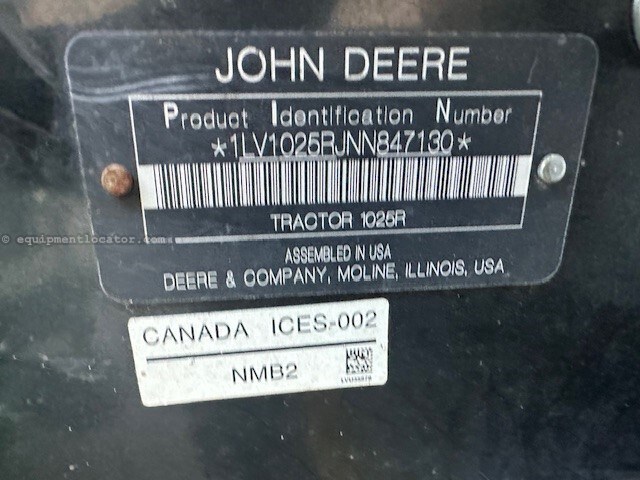 JOHN DEERE
Product Identification Number
*1LV1025RJNN847130*
TRACTOR 1025R
ASSEMBLED IN USA
DEERE & COMPANY, MOLINE, ILLINOIS, USA
© equipmentlocator.com
CANADA ICES-002
NMB2